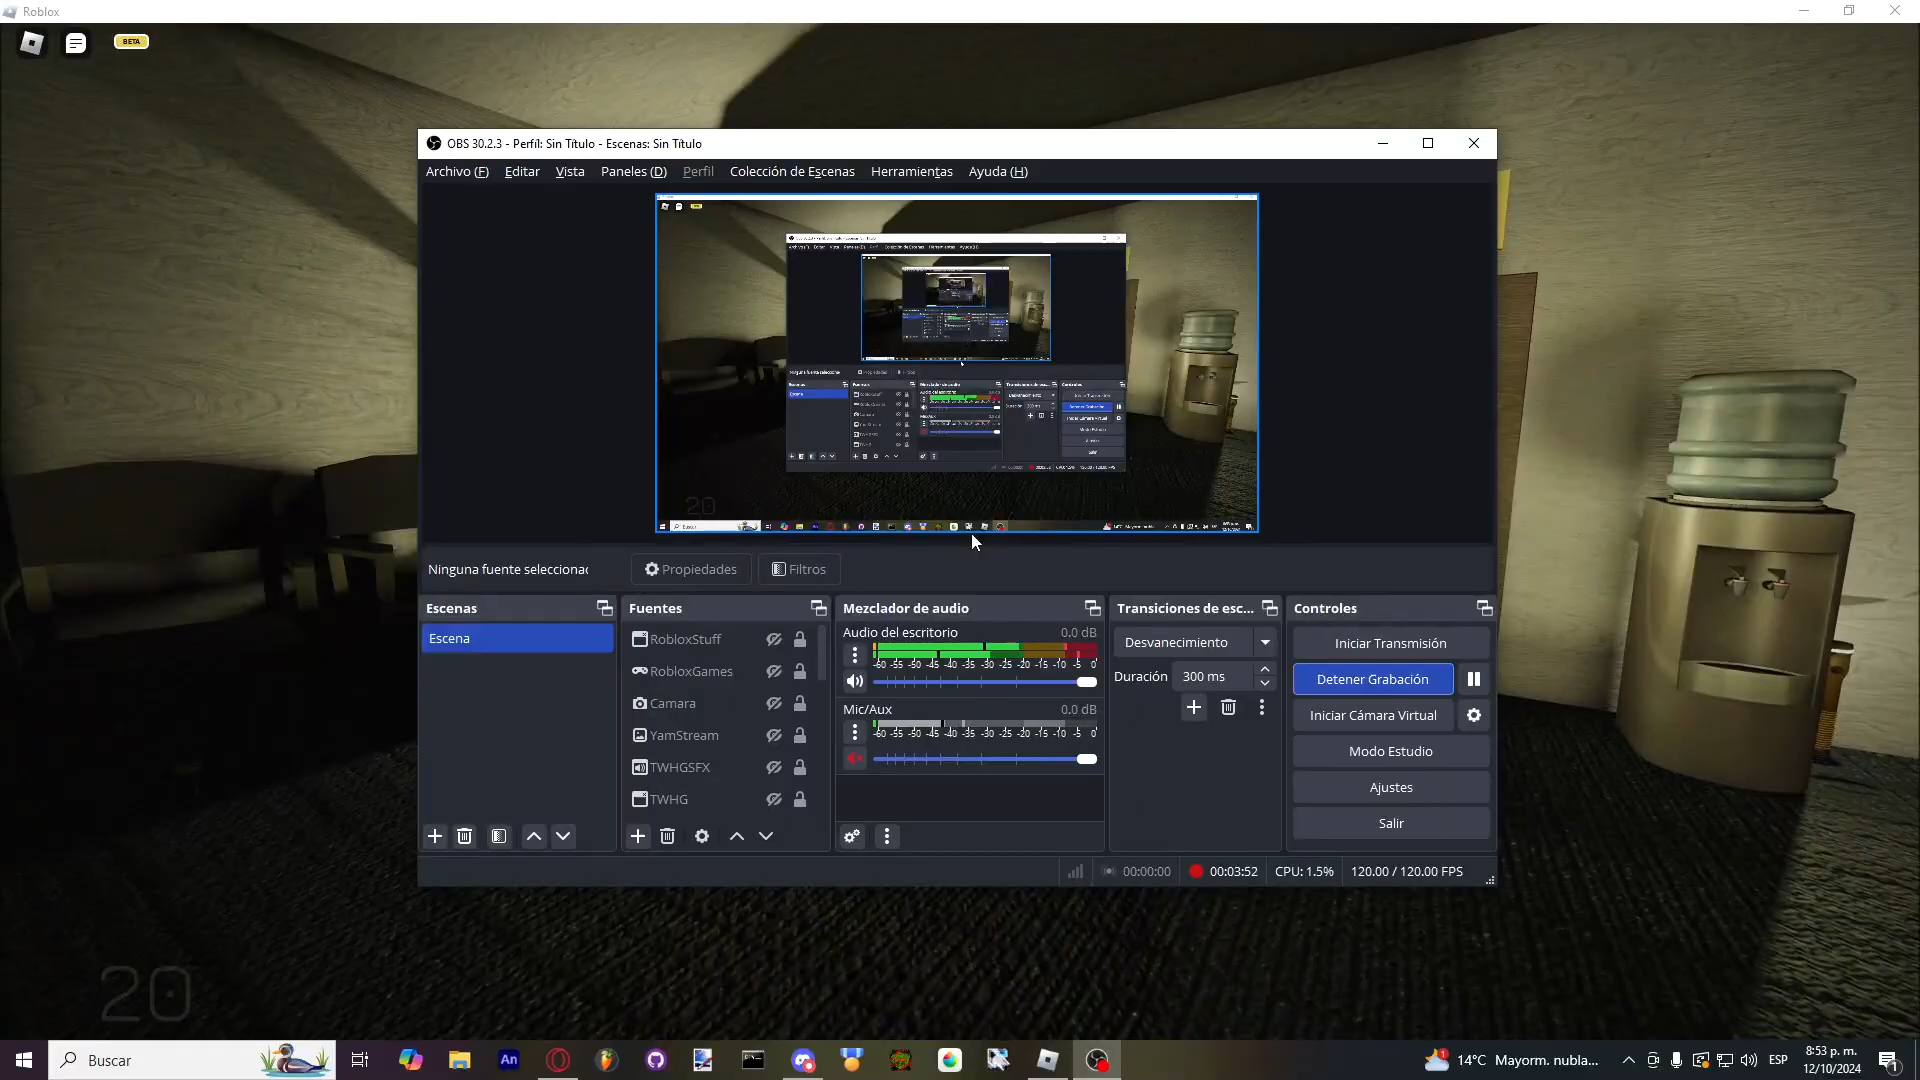 Roblox
BETA
OBS 30.2.3 - Perfil: Sin Título - Escenas: Sin Título
Archivo (F) Editar Vista Paneles (D) Perfil Colección de Escenas Herramientas Ayuda (H)
Ninguna fuente seleccionac Propiedades Filtros
Escenas
Escena
Fuentes
RobloxStuff
RobloxGames
Camara
YamStream
TWHGSFX
TWHG
Mezclador de audio
Audio del escritorio 0.0 dB
-60 -55 -50 -45 -40 -35 -30 -25 -20 -15 -10 -5 0
Mic/Aux 0.0 dB
-60 -55 -50 -45 -40 -35 -30 -25 -20 -15 -10 -5 0
Transiciones de esc...
Desvanecimiento
Duración 300 ms
Controles
Iniciar Transmisión
Detener Grabación
Iniciar Cámara Virtual
Modo Estudio
Ajustes
Salir
00:00:00 00:03:52 CPU: 1.5% 120.00 / 120.00 FPS
20
Buscar
An
14°C Mayorm. nubla...
ESP
8:53 p. m.
12/10/2024
1